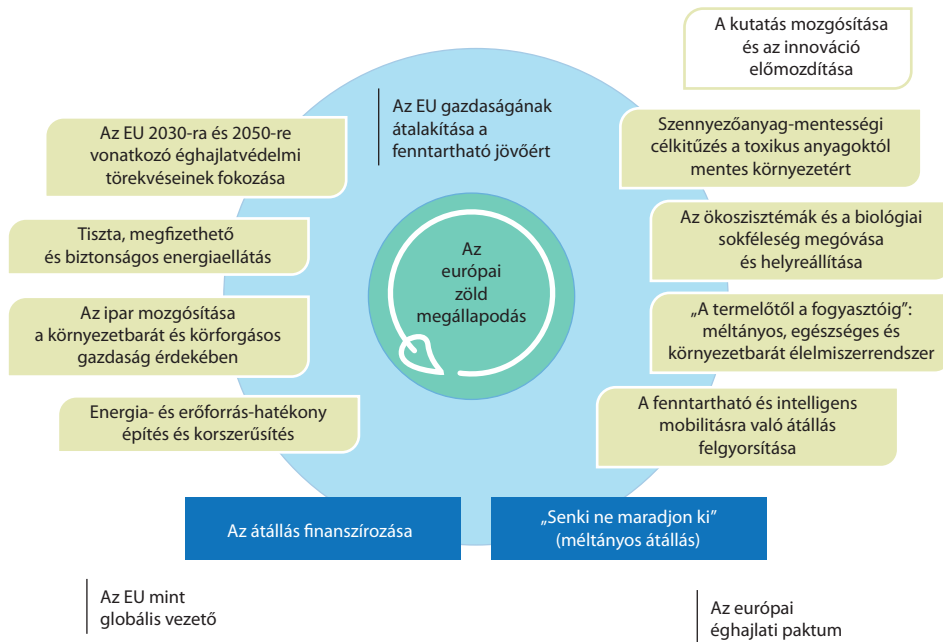 A kutatás mozgósítása
és az innováció
előmozdítása
Az EU gazdaságának
átalakítása a
fenntartható jövőért
Az EU 2030-ra és 2050-re
vonatkozó éghajlatvédelmi
törekvéseinek fokozása
Szennyezőanyag-mentességi
célkitűzés a toxikus anyagoktól
mentes környezetért
Tiszta, megfizethető
és biztonságos energiaellátás
Az ökoszisztémák és a biológiai
sokféleség megóvása
és helyreállítása
Az
európai
zöld
megállapodás
Az ipar mozgósítása
a környezetbarát és körforgásos
gazdaság érdekében
„A termelőtől a fogyasztóig”:
méltányos, egészséges és
környezetbarát élelmiszerrendszer
Energia- és erőforrás-hatékony
építés és korszerűsítés
A fenntartható és intelligens
mobilitásra való átállás
felgyorsítása
Az átállás finanszírozása
„Senki ne maradjon ki”
(méltányos átállás)
Az EU mint
globális vezető
Az európai
éghajlati paktum